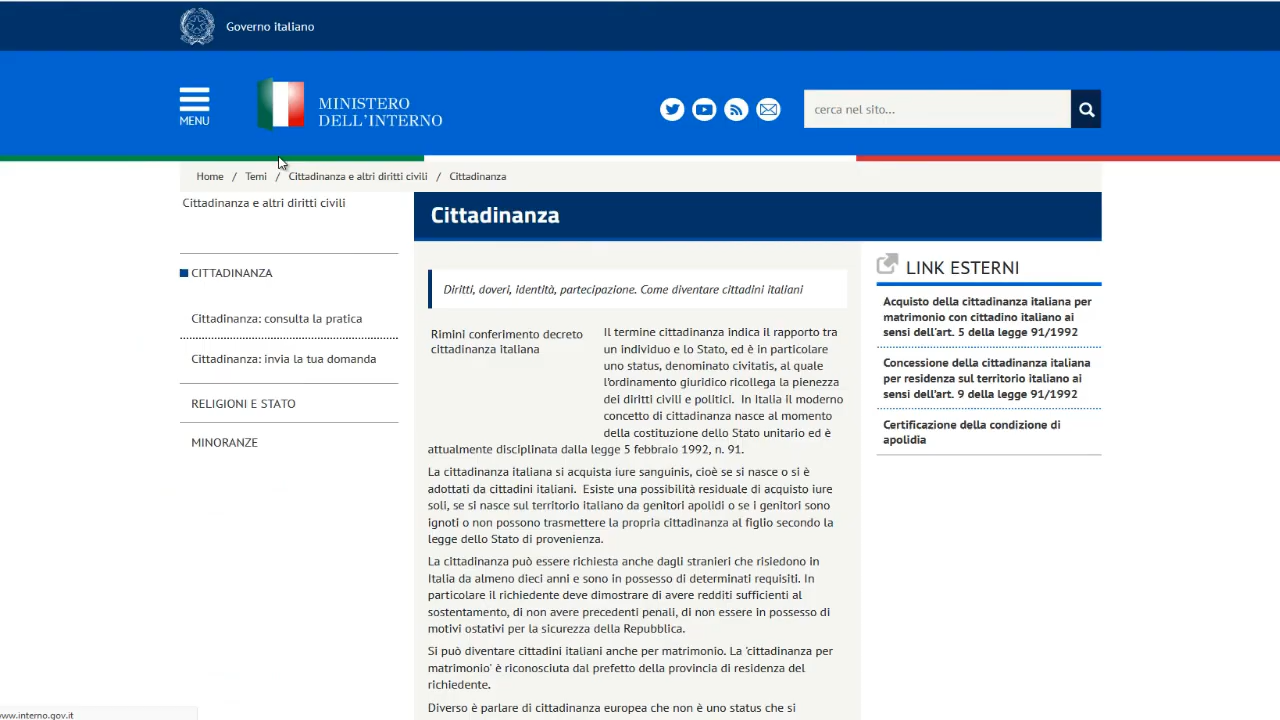 Governo italiano
MENU
MINISTERO
DELL'INTERNO
cerca nel sito...
Home / Temi / Cittadinanza e altri diritti civili / Cittadinanza
Cittadinanza e altri diritti civili
CITTADINANZA
Cittadinanza: consulta la pratica
Cittadinanza: invia la tua domanda
RELIGIONI E STATO
MINORANZE
Cittadinanza
Diritti, doveri, identità, partecipazione. Come diventare cittadini italiani
Rimini conferimento decreto
cittadinanza italiana
Il termine cittadinanza indica il rapporto tra
un individuo e lo Stato, ed è in particolare
uno status, denominato civitatis, al quale
l'ordinamento giuridico ricollega la pienezza
dei diritti civili e politici. In Italia il moderno
concetto di cittadinanza nasce al momento
della costituzione dello Stato unitario ed è
attualmente disciplinata dalla legge 5 febbraio 1992, n. 91.
La cittadinanza italiana si acquista iure sanguinis, cioè se si nasce o si è
adottati da cittadini italiani. Esiste una possibilità residuale di acquisto iure
soli, se si nasce sul territorio italiano da genitori apolidi o se i genitori sono
ignoti o non possono trasmettere la propria cittadinanza al figlio secondo la
legge dello Stato di provenienza.
La cittadinanza può essere richiesta anche dagli stranieri che risiedono in
Italia da almeno dieci anni e sono in possesso di determinati requisiti. In
particolare il richiedente deve dimostrare di avere redditi sufficienti al
sostentamento, di non avere precedenti penali, di non essere in possesso di
motivi ostativi per la sicurezza della Repubblica.
Si può diventare cittadini italiani anche per matrimonio. La 'cittadinanza per
matrimonio' è riconosciuta dal prefetto della provincia di residenza del
richiedente.
Diverso è parlare di cittadinanza europea che non è uno status che si
LINK ESTERNI
Acquisto della cittadinanza italiana per
matrimonio con cittadino italiano ai
sensi dell'art. 5 della legge 91/1992
Concessione della cittadinanza italiana
per residenza sul territorio italiano ai
sensi dell'art. 9 della legge 91/1992
Certificazione della condizione di
apolidia
www.interno.gov.it